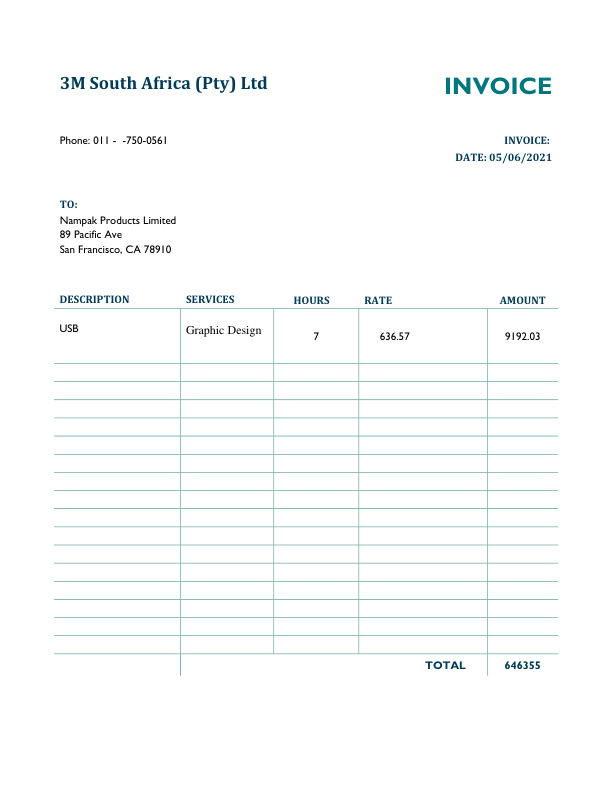 3M South Africa (Pty) Ltd
INVOICE
Phone: 011 -  -750-0561
INVOICE:
DATE: 05/06/2021
TO:
Nampak Products Limited
89 Pacific Ave
San Francisco, CA 78910
DESCRIPTION SERVICES HOURS RATE AMOUNT
USB Graphic Design 7 636.57 9192.03
TOTAL 646355